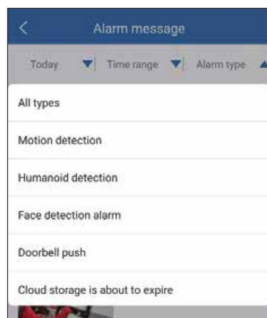 Alarm message
Today Time range Alarm type
All types
Motion detection
Humanoid detection
Face detection alarm
Doorbell push
Cloud storage is about to expire